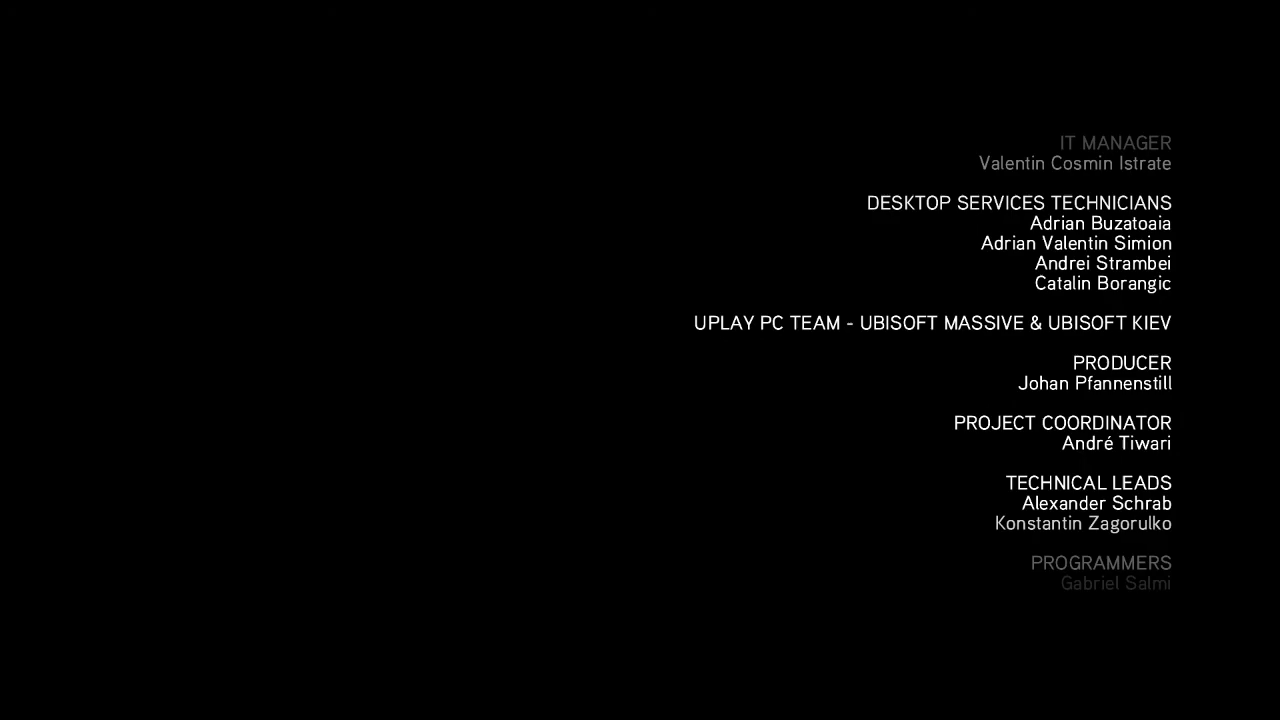 IT MANAGER
Valentin Cosmin Istrate
DESKTOP SERVICES TECHNICIANS
Adrian Buzatoaia
Adrian Valentin Simion
Andrei Strambei
Catalin Borangic
UPLAY PC TEAM - UBISOFT MASSIVE & UBISOFT KIEV
PRODUCER
Johan Pfannenstill
PROJECT COORDINATOR
André Tiwari
TECHNICAL LEADS
Alexander Schrab
Konstantin Zagorulko
PROGRAMMERS
Gabriel Salmi